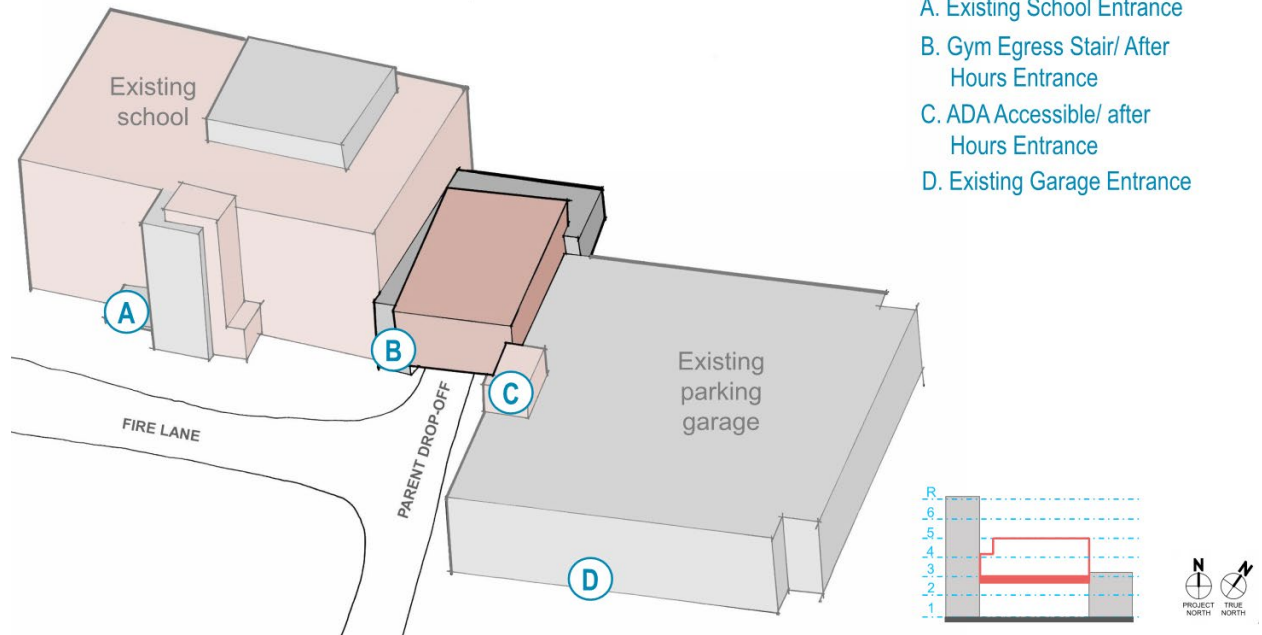 A. Existing School Entrance
B. Gym Egress Stair/ After
Hours Entrance
C. ADA Accessible/ after
Hours Entrance
D. Existing Garage Entrance
Existing
school
A
B
C
Existing
parking
garage
FIRE LANE
PARENT DROP-OFF
D
R
6
5
4
3
2
1
N
PROJECT
NORTH
N
TRUE
NORTH